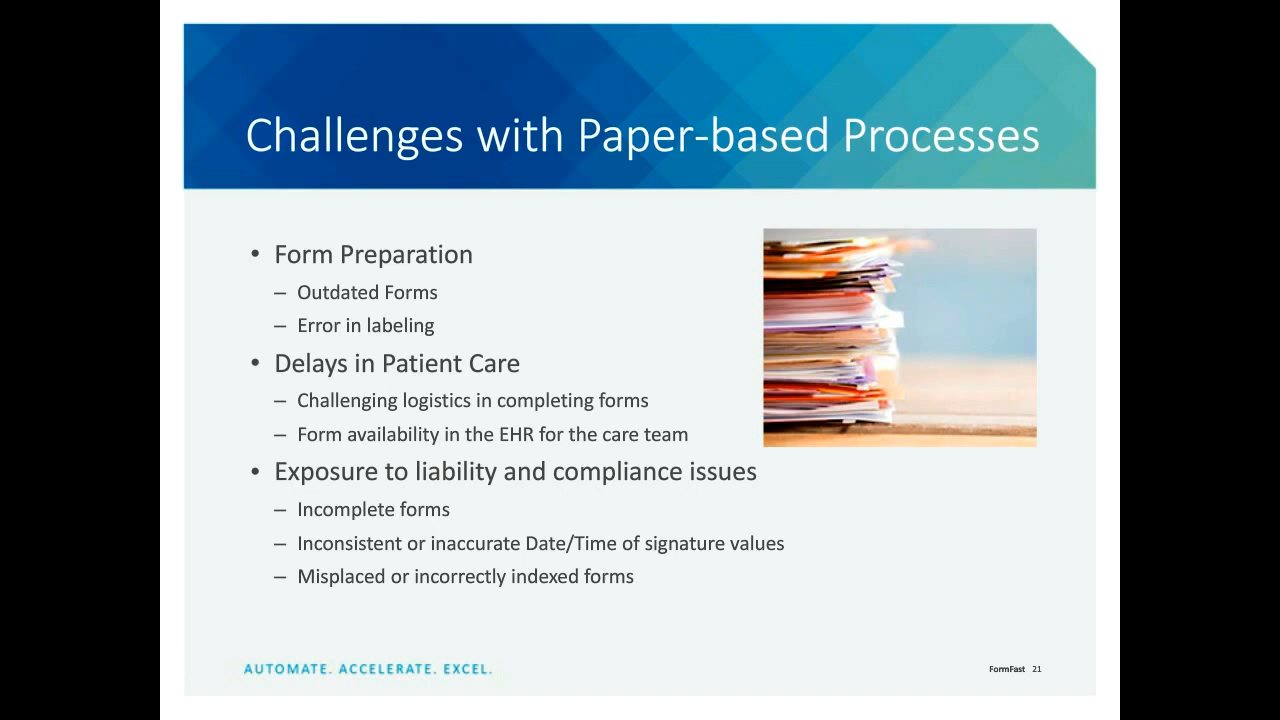 Challenges with Paper-based Processes
• Form Preparation
– Outdated Forms
– Error in labeling
• Delays in Patient Care
– Challenging logistics in completing forms
– Form availability in the EHR for the care team
• Exposure to liability and compliance issues
– Incomplete forms
– Inconsistent or inaccurate Date/Time of signature values
– Misplaced or incorrectly indexed forms
AUTOMATE. ACCELERATE. EXCEL.
FormFast 21